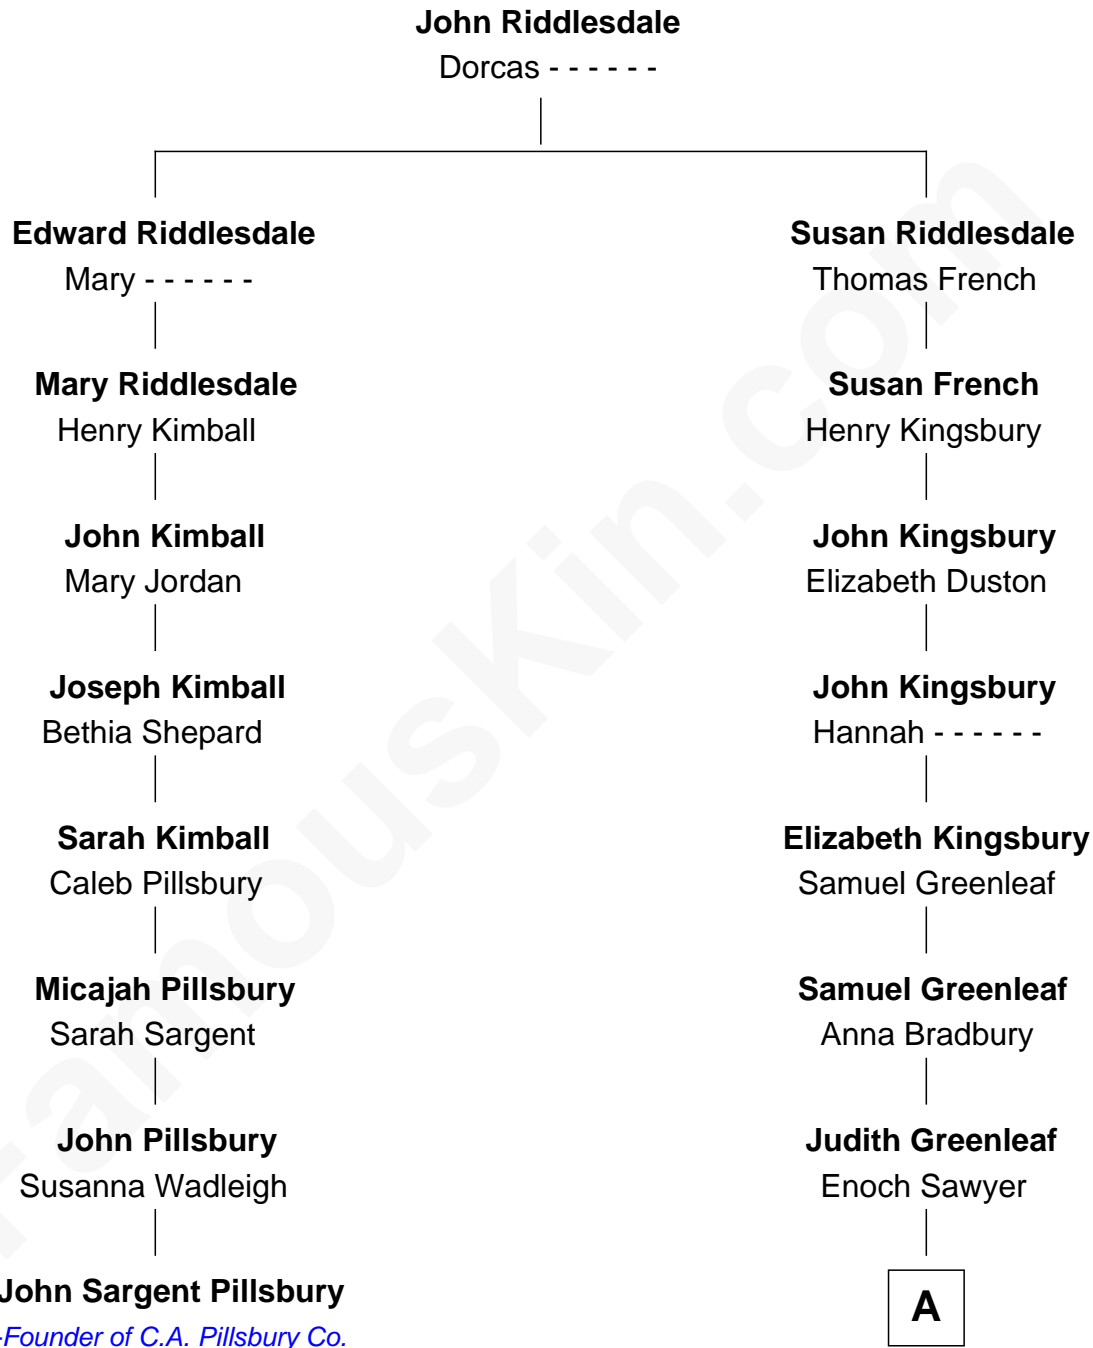 John Riddlesdale
Dorcas - - - - - -
Edward Riddlesdale
Mary - - - - - -
Susan Riddlesdale
Thomas French
Mary Riddlesdale
Henry Kimball
Susan French
Henry Kingsbury
John Kimball
Mary Jordan
John Kingsbury
Elizabeth Duston
Joseph Kimball
Bethia Shepard
John Kingsbury
Hannah - - - - - -
Sarah Kimball
Caleb Pillsbury
Elizabeth Kingsbury
Samuel Greenleaf
Micajah Pillsbury
Sarah Sargent
Samuel Greenleaf
Anna Bradbury
John Pillsbury
Susanna Wadleigh
Judith Greenleaf
Enoch Sawyer
John Sargent Pillsbury
-Founder of C.A. Pillsbury Co.
A
FamousKin.com